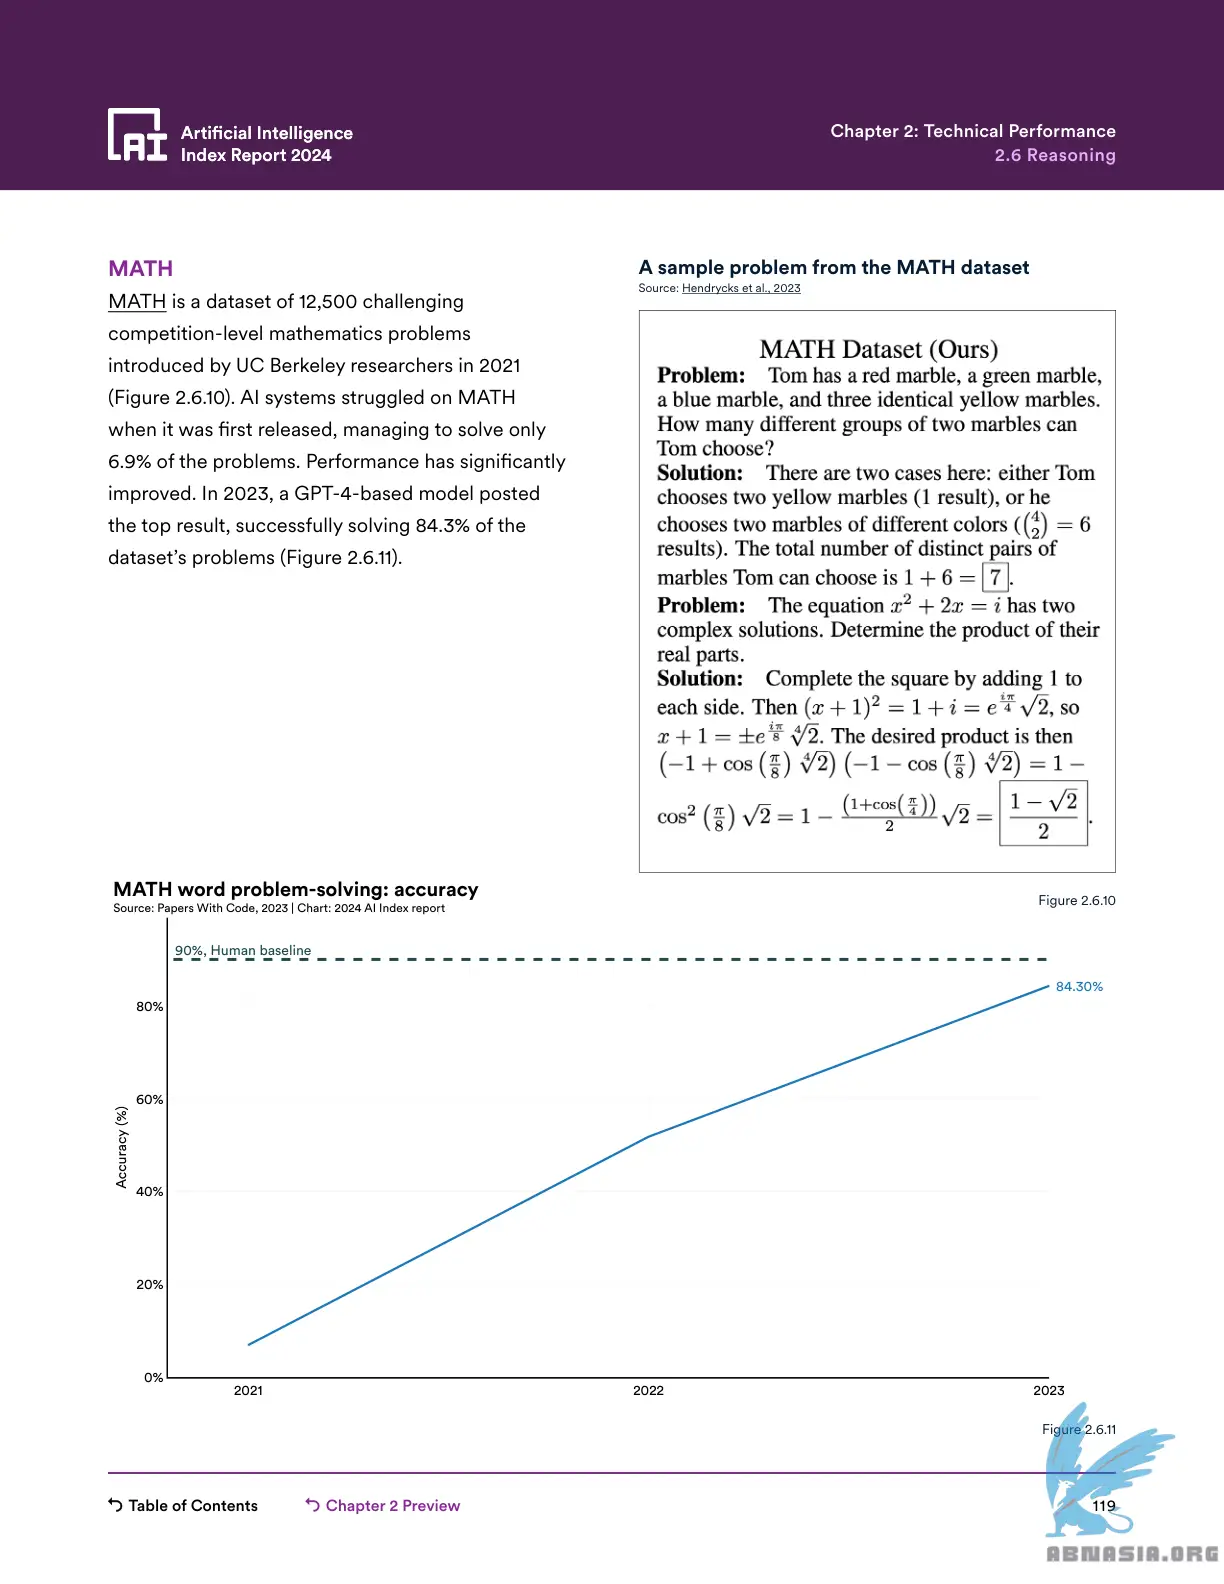 Artificial Intelligence
Index Report 2024
Chapter 2: Technical Performance
2.6 Reasoning
MATH
MATH is a dataset of 12,500 challenging
competition-level mathematics problems
introduced by UC Berkeley researchers in 2021
(Figure 2.6.10). AI systems struggled on MATH
when it was first released, managing to solve only
6.9% of the problems. Performance has significantly
improved. In 2023, a GPT-4-based model posted
the top result, successfully solving 84.3% of the
dataset's problems (Figure 2.6.11).
A sample problem from the MATH dataset
Source: Hendrycks et al., 2023
MATH Dataset (Ours)
Problem: Tom has a red marble, a green marble,
a blue marble, and three identical yellow marbles.
How many different groups of two marbles can
Tom choose?
Solution: There are two cases here: either Tom
chooses two yellow marbles (1 result), or he
chooses two marbles of different colors ($\binom{4}{2} = 6$
results). The total number of distinct pairs of
marbles Tom can choose is $1 + 6 = \boxed{7}$.
Problem: The equation $x^2 + 2x = i$ has two
complex solutions. Determine the product of their
real parts.
Solution: Complete the square by adding 1 to
each side. Then $(x + 1)^2 = 1 + i = e^{\frac{i\pi}{4}} \sqrt{2}$, so
$x + 1 = \pm e^{\frac{i\pi}{8}} \sqrt[4]{2}$. The desired product is then
$\left(-1 + \cos\left(\frac{\pi}{8}\right) \sqrt[4]{2}\right) \left(-1 - \cos\left(\frac{\pi}{8}\right) \sqrt[4]{2}\right) = 1 -$
$\cos^2\left(\frac{\pi}{8}\right) \sqrt{2} = 1 - \frac{\left(1+\cos\left(\frac{\pi}{4}\right)\right)}{2} \sqrt{2} = \boxed{\frac{1 - \sqrt{2}}{2}}$.
Figure 2.6.10
MATH word problem-solving: accuracy
Source: Papers With Code, 2023 | Chart: 2024 AI Index report
90%, Human baseline
84.30%
80%
60%
40%
20%
0%
Accuracy (%)
2021 2022 2023
Figure 2.6.11
Table of Contents
Chapter 2 Preview
119
ABNASIA.ORG